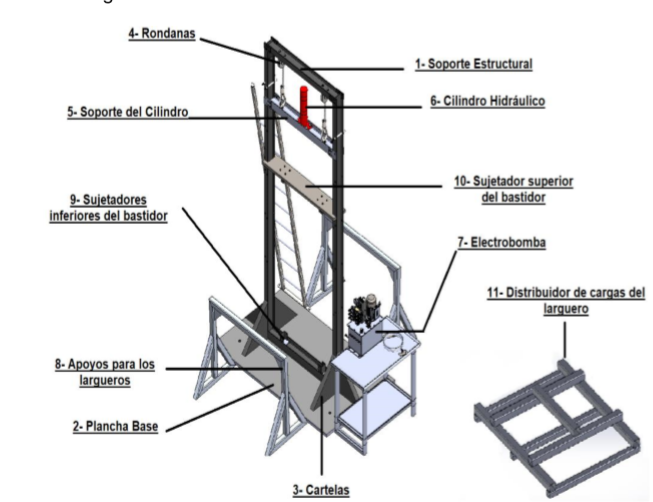 4- Rondanas
1- Soporte Estructural
6- Cilindro Hidráulico
5- Soporte del Cilindro
10- Sujetador superior
del bastidor
9- Sujetadores
inferiores del bastidor
7- Electrobomba
11- Distribuidor de cargas del
larguero
8- Apoyos para los
largueros
2- Plancha Base
3- Cartelas